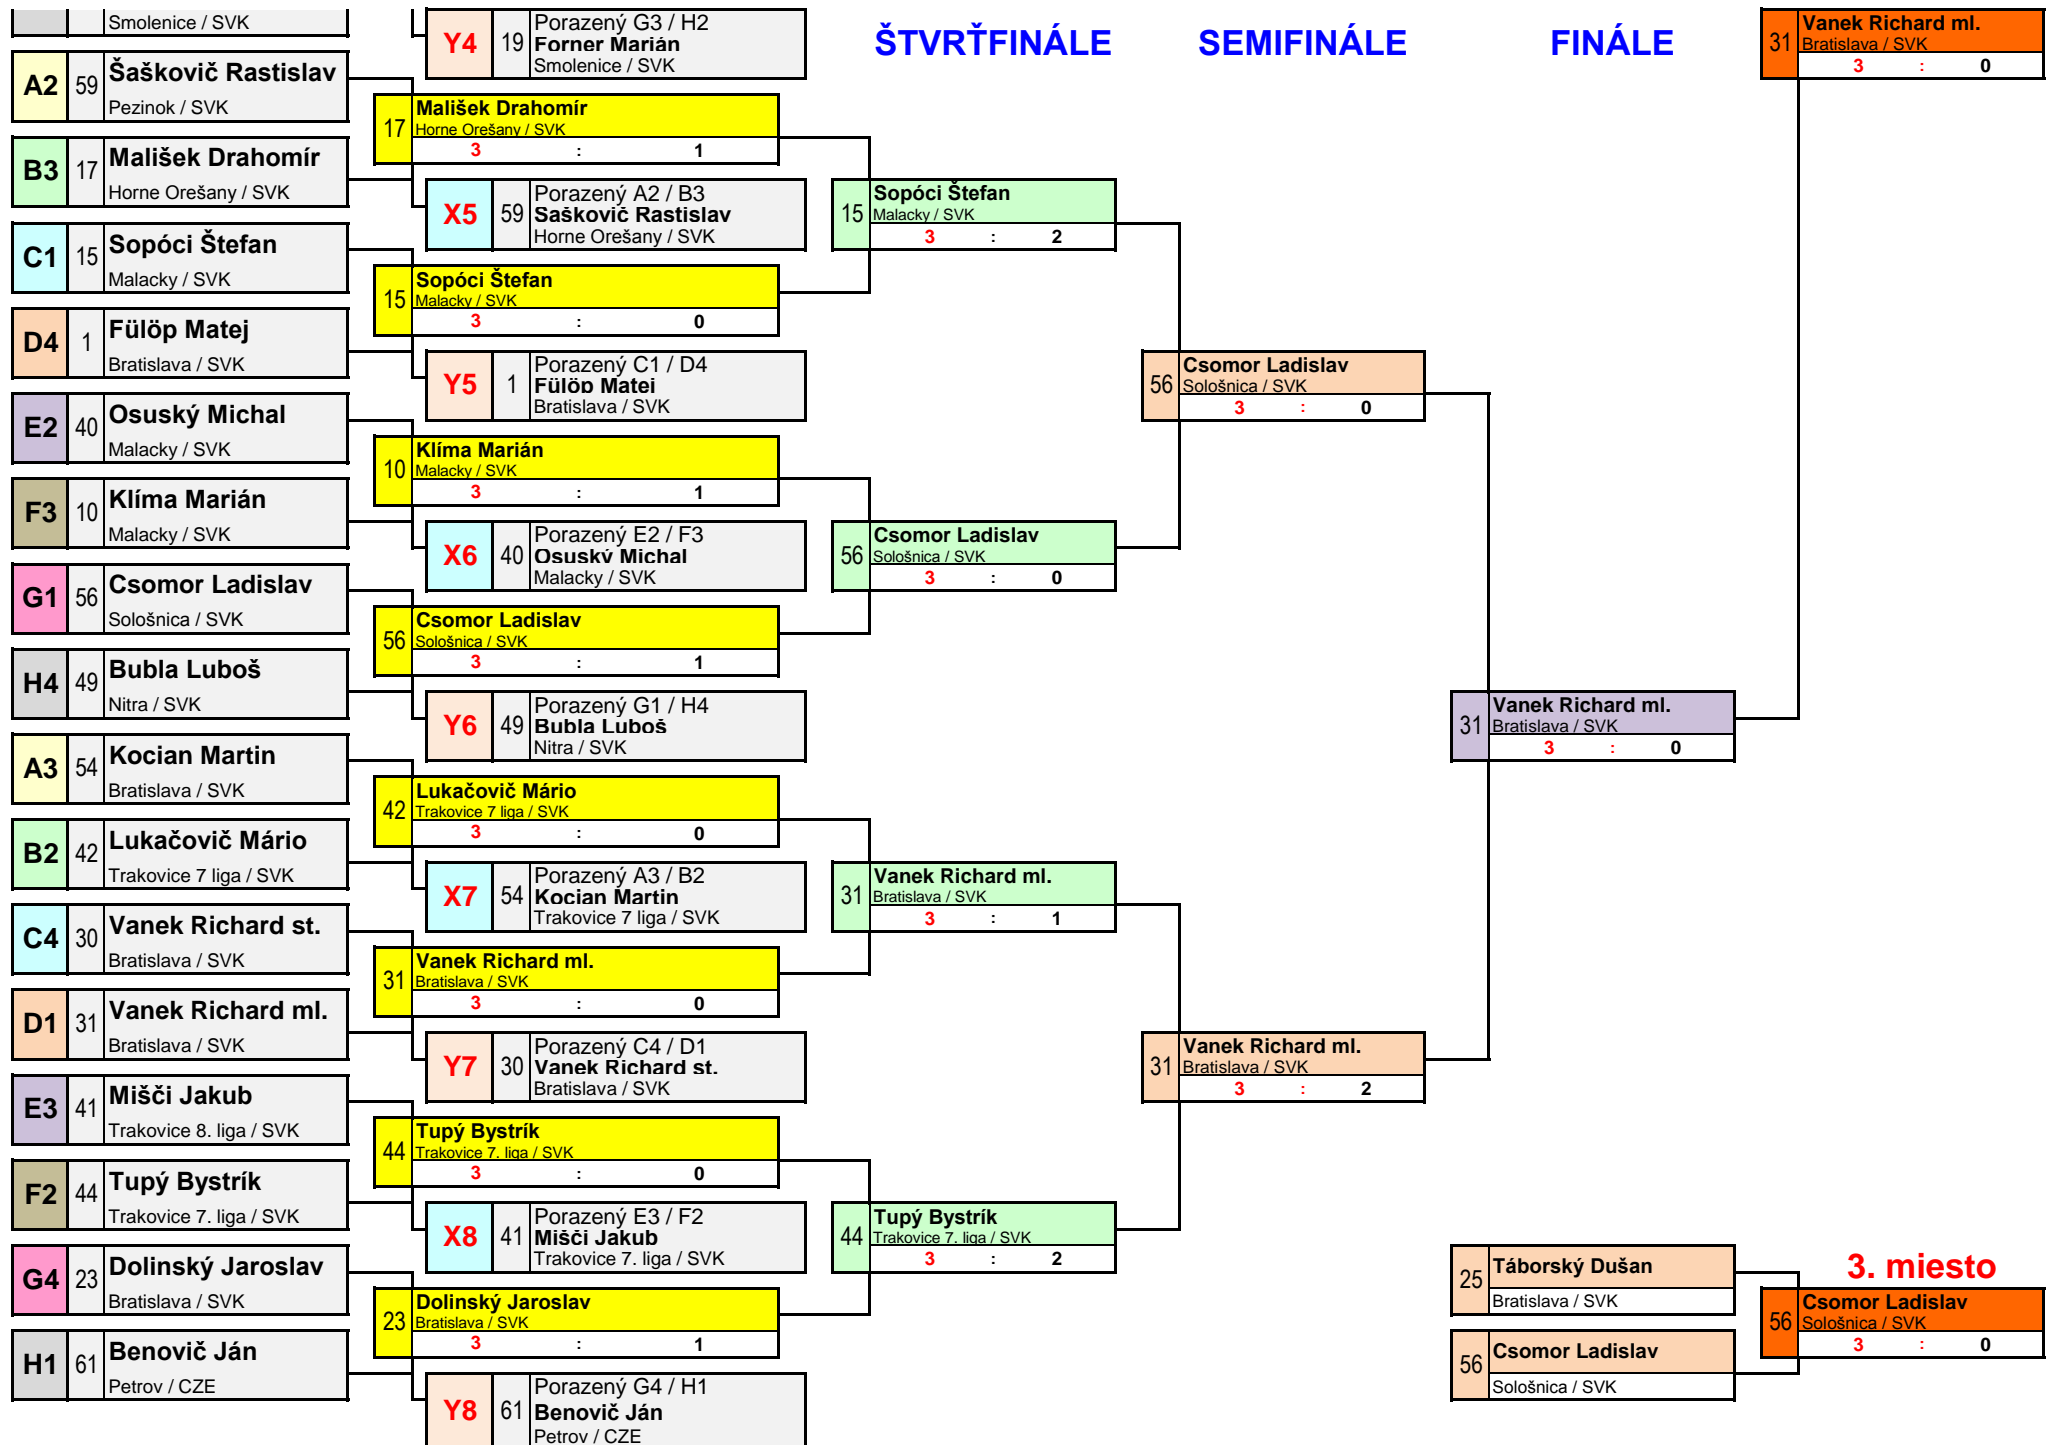 Smolenice / SVK
A2 59 Šaškovič Rastislav
Pezinok / SVK
B3 17 Mališek Drahomír
Horne Orešany / SVK
C1 15 Sopóci Štefan
Malacky / SVK
D4 1 Fülöp Matej
Bratislava / SVK
E2 40 Osuský Michal
Malacky / SVK
F3 10 Klíma Marián
Malacky / SVK
G1 56 Csomor Ladislav
Sološnica / SVK
H4 49 Bubla Luboš
Nitra / SVK
A3 54 Kocian Martin
Bratislava / SVK
B2 42 Lukačovič Mário
Trakovice 7 liga / SVK
C4 30 Vanek Richard st.
Bratislava / SVK
D1 31 Vanek Richard ml.
Bratislava / SVK
E3 41 Mišči Jakub
Trakovice 8. liga / SVK
F2 44 Tupý Bystrík
Trakovice 7. liga / SVK
G4 23 Dolinský Jaroslav
Bratislava / SVK
H1 61 Benovič Ján
Petrov / CZE
Y4 19 Porazený G3 / H2
Forner Marián
Smolenice / SVK
17 Mališek Drahomír
Horne Orešany / SVK
3 : 1
X5 59 Porazený A2 / B3
Saškovič Rastislav
Horne Orešany / SVK
15 Sopóci Štefan
Malacky / SVK
3 : 0
Y5 1 Porazený C1 / D4
Fülöp Matej
Bratislava / SVK
10 Klíma Marián
Malacky / SVK
3 : 1
X6 40 Porazený E2 / F3
Osuský Michal
Malacky / SVK
56 Csomor Ladislav
Sološnica / SVK
3 : 1
Y6 49 Porazený G1 / H4
Bubla Luboš
Nitra / SVK
42 Lukačovič Mário
Trakovice 7 liga / SVK
3 : 0
X7 54 Porazený A3 / B2
Kocian Martin
Trakovice 7 liga / SVK
31 Vanek Richard ml.
Bratislava / SVK
3 : 0
Y7 30 Porazený C4 / D1
Vanek Richard st.
Bratislava / SVK
44 Tupý Bystrík
Trakovice 7. liga / SVK
3 : 0
X8 41 Porazený E3 / F2
Mišči Jakub
Trakovice 7. liga / SVK
23 Dolinský Jaroslav
Bratislava / SVK
3 : 1
Y8 61 Porazený G4 / H1
Benovič Ján
Petrov / CZE
ŠTVRŤFINÁLE
15 Sopóci Štefan
Malacky / SVK
3 : 2
56 Csomor Ladislav
Sološnica / SVK
3 : 0
31 Vanek Richard ml.
Bratislava / SVK
3 : 1
44 Tupý Bystrík
Trakovice 7. liga / SVK
3 : 2
SEMIFINÁLE
56 Csomor Ladislav
Sološnica / SVK
3 : 0
31 Vanek Richard ml.
Bratislava / SVK
3 : 2
FINÁLE
31 Vanek Richard ml.
Bratislava / SVK
3 : 0
31 Vanek Richard ml.
Bratislava / SVK
3 : 0
25 Táborský Dušan
Bratislava / SVK
56 Csomor Ladislav
Sološnica / SVK
3. miesto
56 Csomor Ladislav
Sološnica / SVK
3 : 0